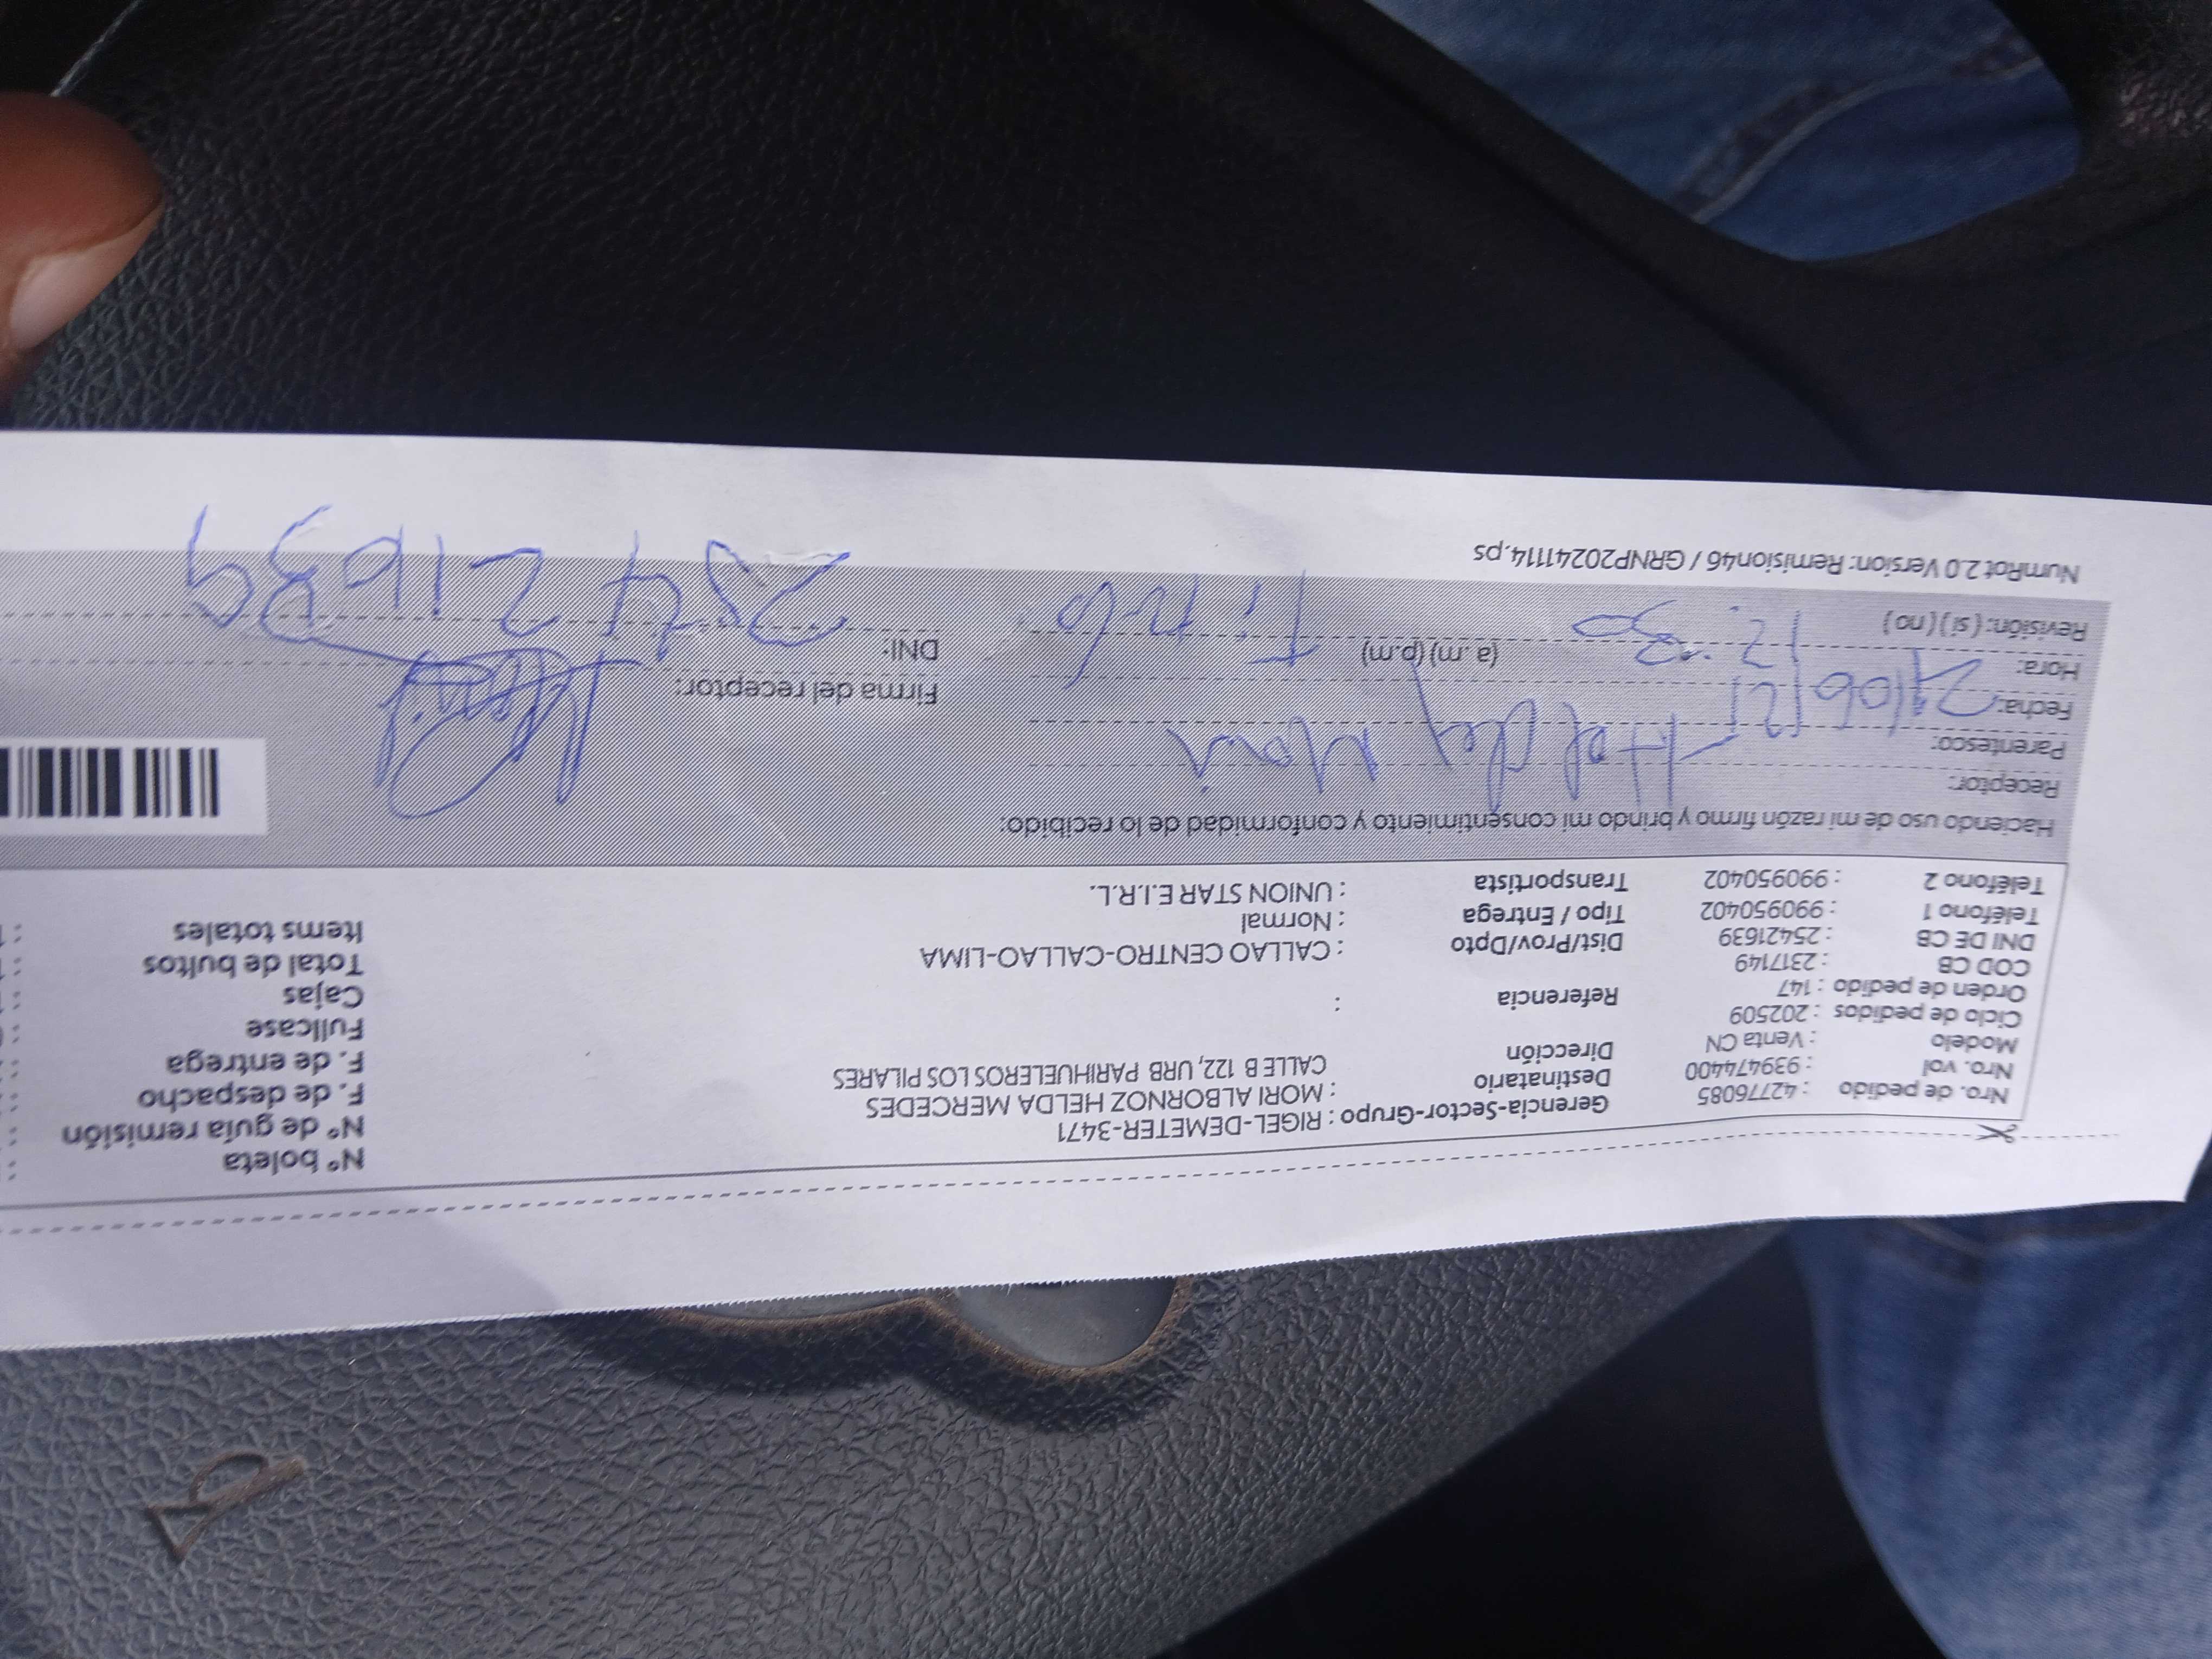 Nro. de pedido : 42776085 Gerencia-Sector-Grupo : RIGEL-DEMETER-3471 N° boleta :
Nro. vol : 939474400 Destinatario : MORI ALBORNOZ HELDA MERCEDES N° de guía remisión :
Modelo : Venta CN Dirección CALLE B 122, URB PARIHUELEROS LOS PILARES F. de despacho :
Ciclo de pedidos : 202509 F. de entrega :
Orden de pedido : 147 Referencia : Fullcase :
COD CB : 2317149 Cajas :
DNI DE CB : 25421639 Dist/Prov/Dpto : CALLAO CENTRO-CALLAO-LIMA Total de bultos :
Teléfono 1 : 990950402 Tipo / Entrega : Normal Items totales :
Teléfono 2 : 990950402 Transportista : UNION STAR E.I.R.L.
Haciendo uso de mi razón firmo y brindo mi consentimiento y conformidad de lo recibido:
Receptor:
Parentesco: Mori
Fecha: 21/06/25 Firma del receptor:
Hora: 12:30 (a.m) (p.m) DNI: 25421639
Revisión: (si) (no)
NumRot 2.0 Version: Remision46 / GRNP20241114.ps